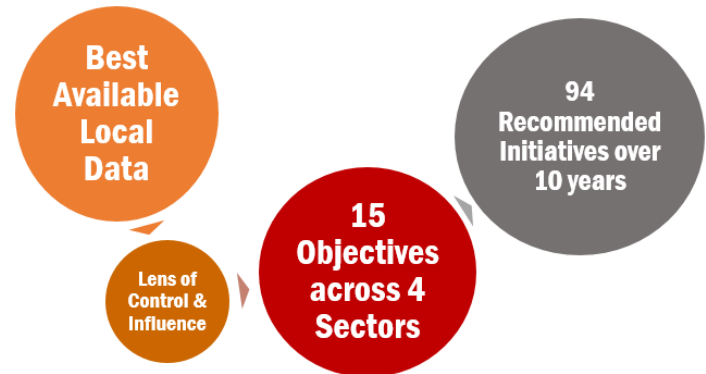 Best
Available
Local
Data
Lens of
Control &
Influence
15
Objectives
across 4
Sectors
94
Recommended
Initiatives over
10 years